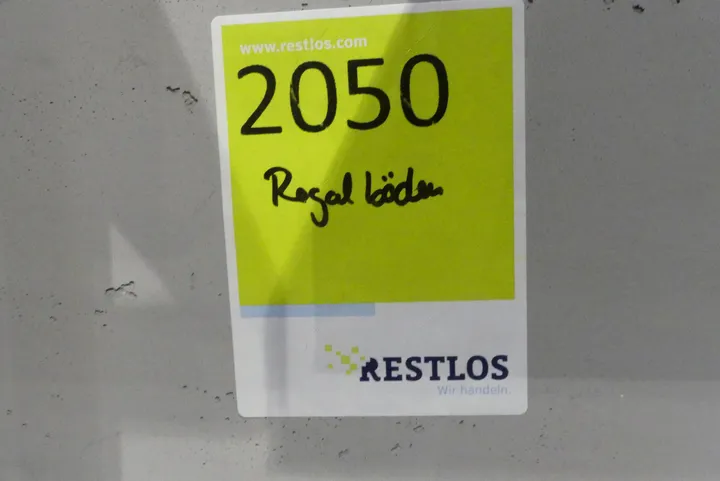 www.restlos.com
2050
Regal böden
RESTLOS
Wir handeln.